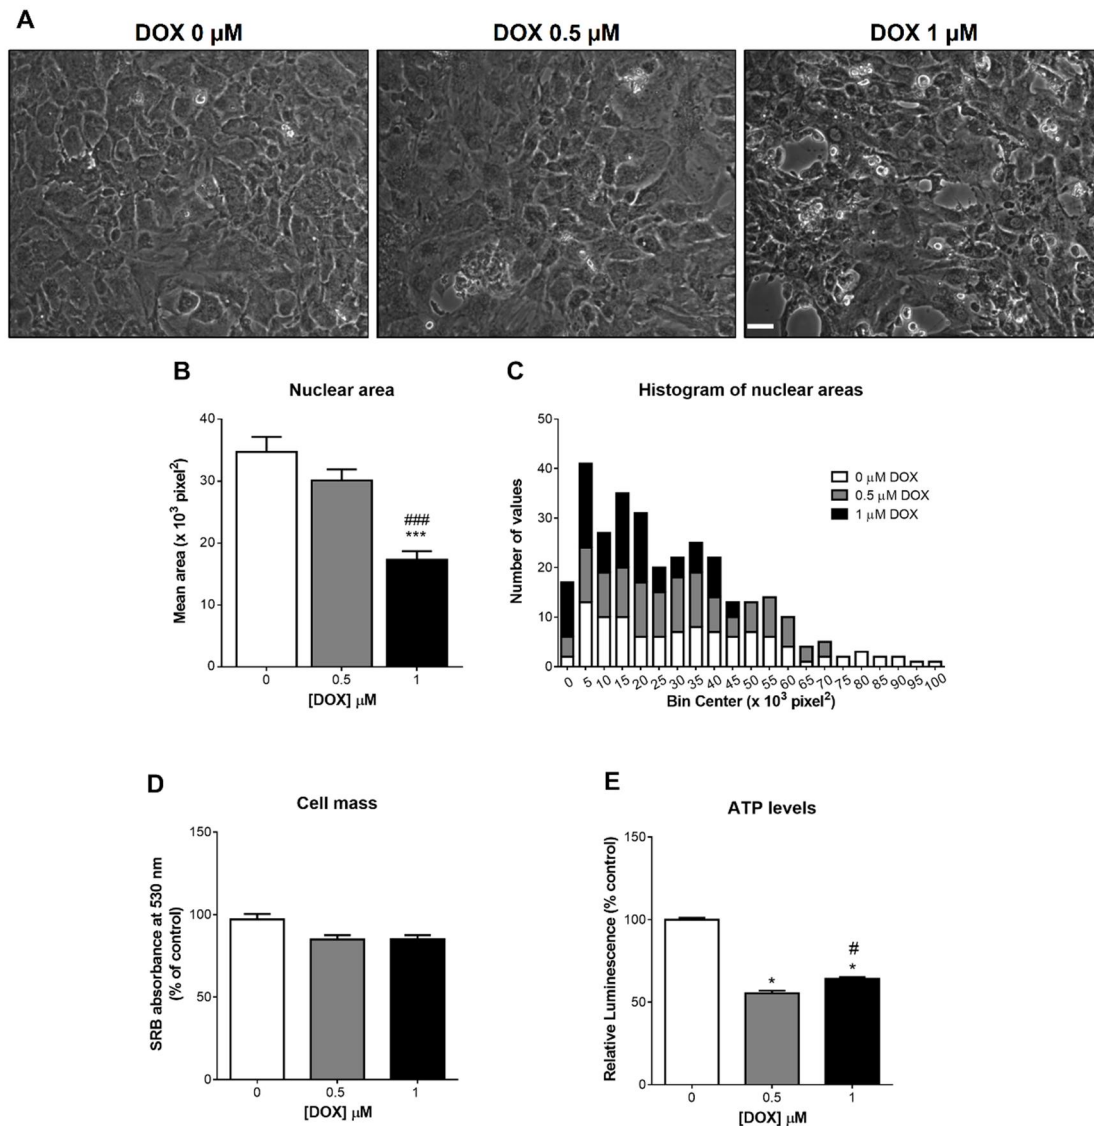 A
DOX 0 µM
DOX 0.5 µM
DOX 1 µM
B
Nuclear area
Mean area (x 10³ pixel²)
40
30
20
10
0
###
***
0
0.5
1
[DOX] µM
C
Histogram of nuclear areas
Number of values
50
40
30
20
10
0
0 µM DOX
0.5 µM DOX
1 µM DOX
0 5 10 15 20 25 30 35 40 45 50 55 60 65 70 75 80 85 90 95 100
Bin Center (x 10³ pixel²)
D
Cell mass
SRB absorbance at 530 nm
(% of control)
150
100
50
0
0
0.5
1
[DOX] µM
E
ATP levels
Relative Luminescence (% control)
150
100
50
0
*
#
*
0
0.5
1
[DOX] µM